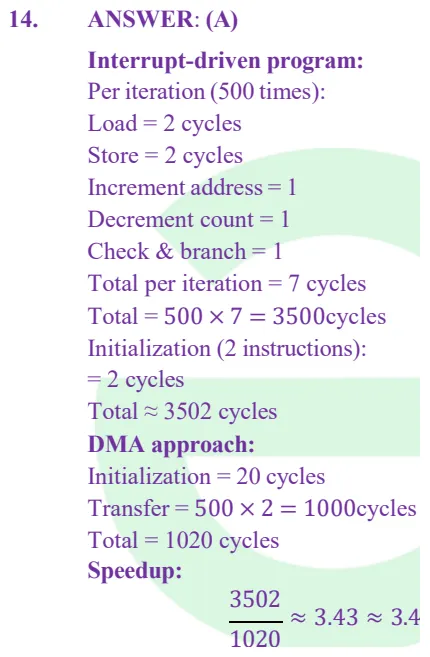 14. ANSWER: (A)
Interrupt-driven program:
Per iteration (500 times):
Load = 2 cycles
Store = 2 cycles
Increment address = 1
Decrement count = 1
Check & branch = 1
Total per iteration = 7 cycles
Total = 500 × 7 = 3500cycles
Initialization (2 instructions):
= 2 cycles
Total ≈ 3502 cycles
DMA approach:
Initialization = 20 cycles
Transfer = 500 × 2 = 1000cycles
Total = 1020 cycles
Speedup:
3502
1020
≈ 3.43 ≈ 3.4